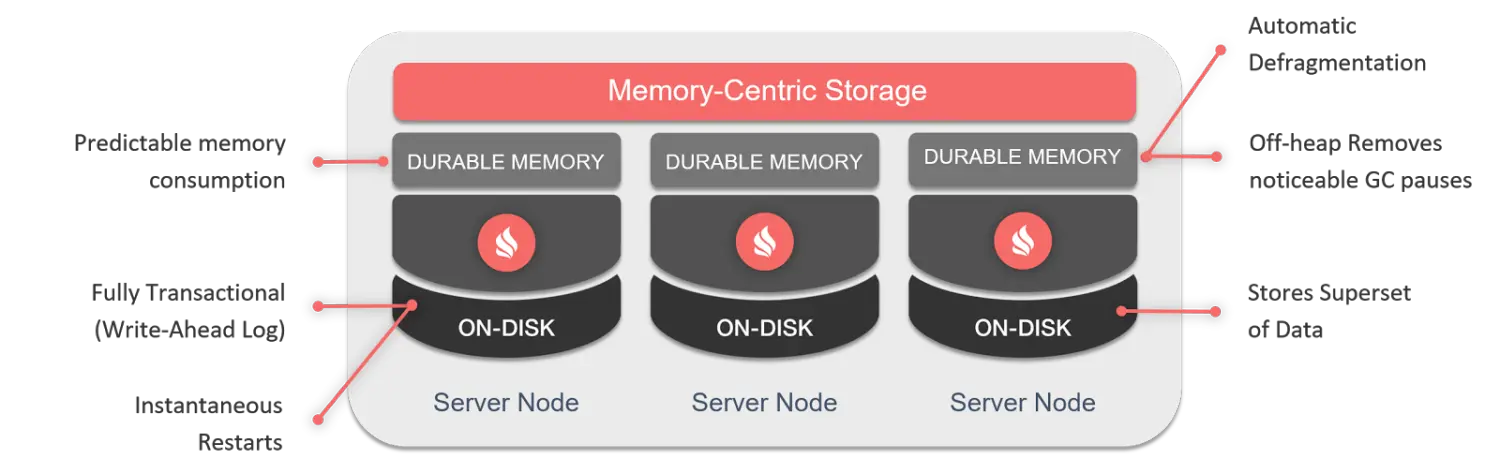 Automatic
Defragmentation
Memory-Centric Storage
Predictable memory
consumption
DURABLE MEMORY
DURABLE MEMORY
DURABLE MEMORY
Off-heap Removes
noticeable GC pauses
Fully Transactional
(Write-Ahead Log)
ON-DISK
ON-DISK
ON-DISK
Stores Superset
of Data
Instantaneous
Restarts
Server Node
Server Node
Server Node